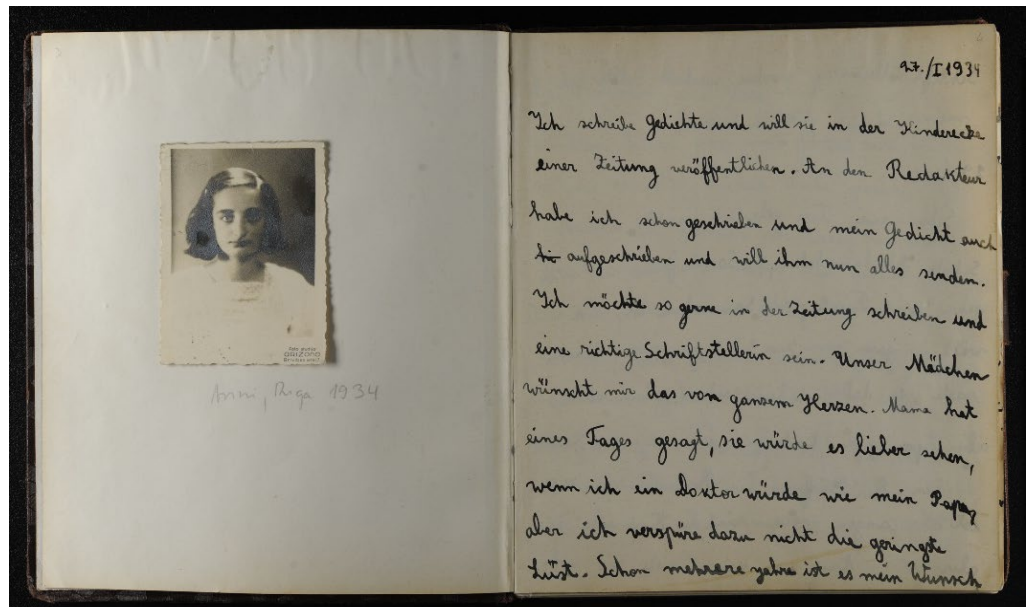 Anni, Riga 1934
ARIZONA
27./I 1934
Ich schreibe Gedichte und will sie in der Kinderecke
einer Zeitung veröffentlichen. An den Redakteur
habe ich schon geschrieben und mein Gedicht auch
aufgeschrieben und will ihm nun alles senden.
Ich möchte so gerne in der Zeitung schreiben und
eine richtige Schriftstellerin sein. Unser Mädchen
wünscht mir das von ganzem Herzen. Mama hat
eines Tages gesagt, sie würde es lieber sehen,
wenn ich ein Doktor würde wie mein Papa,
aber ich verspüre dazu nicht die geringste
Lust. Schon mehrere Jahre ist es mein Wunsch